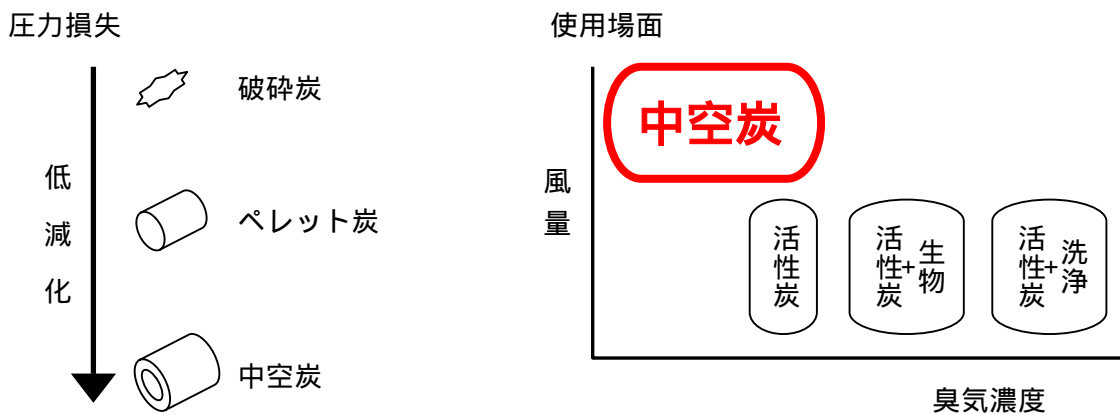 圧力損失
破砕炭
低減化
ペレット炭
中空炭
使用場面
風量
中空炭
活性炭
活性炭+生物
活性炭+洗浄
臭気濃度